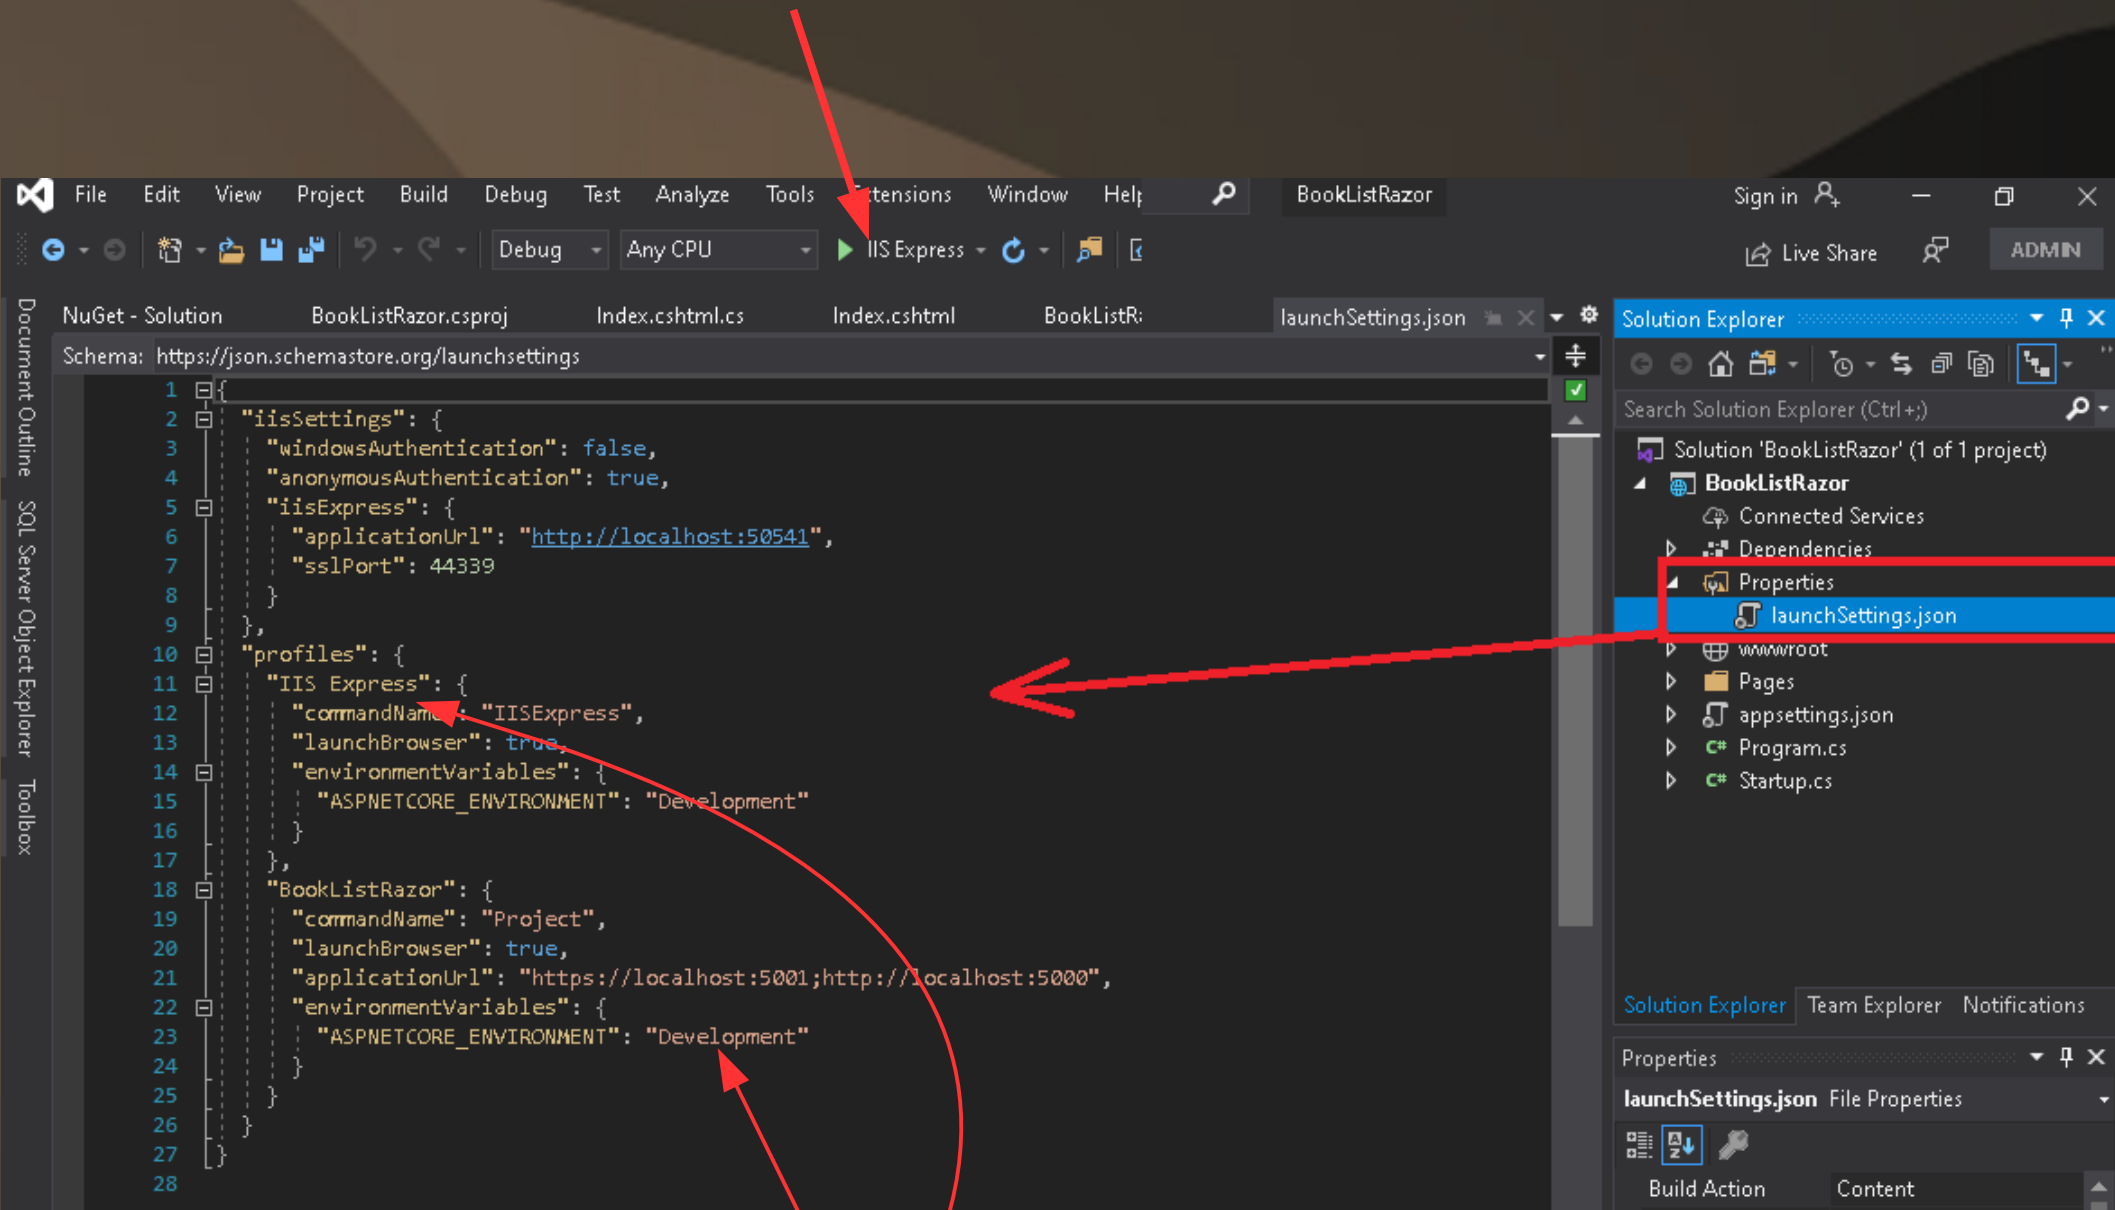 File Edit View Project Build Debug Test Analyze Tools Extensions Window Help BookListRazor Sign in
Debug Any CPU IIS Express Live Share ADMIN
NuGet - Solution BookListRazor.csproj Index.cshtml.cs Index.cshtml BookListRa launchSettings.json
Schema: https://json.schemastore.org/launchsettings
1 {
2 "iisSettings": {
3 "windowsAuthentication": false,
4 "anonymousAuthentication": true,
5 "iisExpress": {
6 "applicationUrl": "http://localhost:50541",
7 "sslPort": 44339
8 }
9 },
10 "profiles": {
11 "IIS Express": {
12 "commandName": "IISExpress",
13 "launchBrowser": true,
14 "environmentVariables": {
15 "ASPNETCORE_ENVIRONMENT": "Development"
16 }
17 },
18 "BookListRazor": {
19 "commandName": "Project",
20 "launchBrowser": true,
21 "applicationUrl": "https://localhost:5001;http://localhost:5000",
22 "environmentVariables": {
23 "ASPNETCORE_ENVIRONMENT": "Development"
24 }
25 }
26 }
27 }
28
Document Outline
SQL Server Object Explorer
Toolbox
Solution Explorer
Search Solution Explorer (Ctrl+;)
Solution 'BookListRazor' (1 of 1 project)
BookListRazor
Connected Services
Dependencies
Properties
launchSettings.json
wwwroot
Pages
appsettings.json
C# Program.cs
C# Startup.cs
Solution Explorer Team Explorer Notifications
Properties
launchSettings.json File Properties
Build Action Content